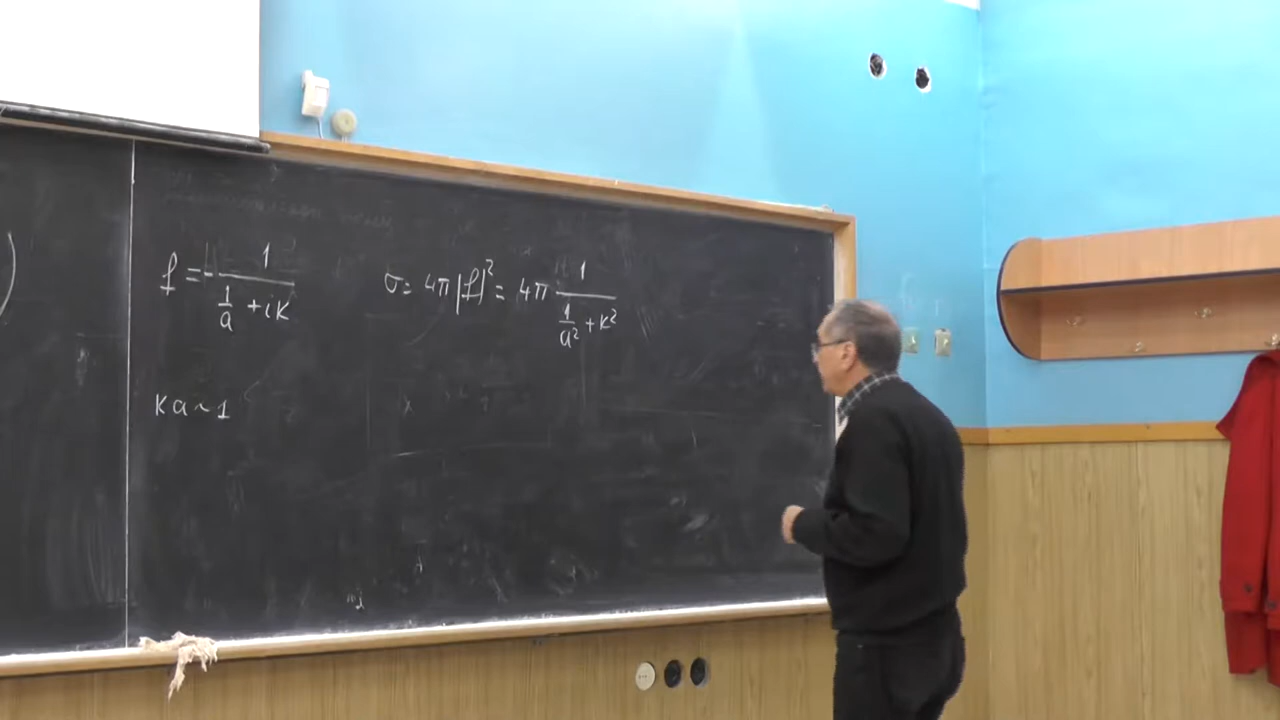 f = - 1 / (1/a + ik)
σ = 4π |f|² = 4π 1 / (1/a² + k²)
ka ~ 1